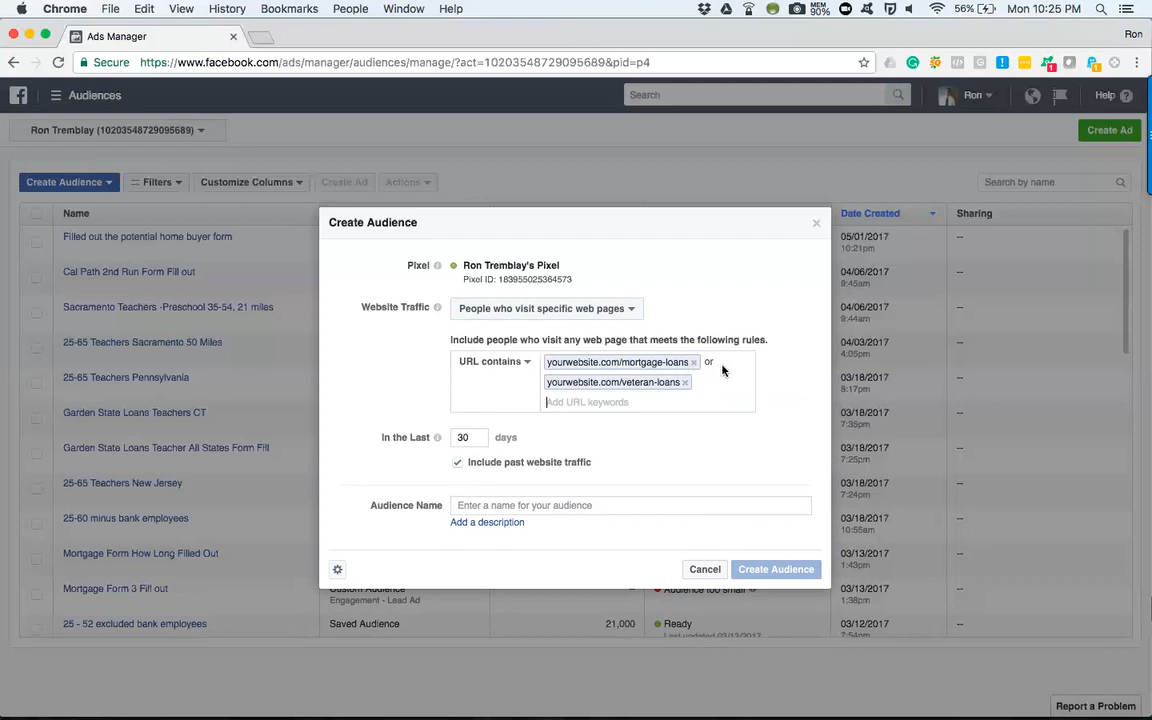 Chrome File Edit View History Bookmarks People Window Help MEM 90% 56% Mon 10:25 PM
Ads Manager Ron
Secure https://www.facebook.com/ads/manager/audiences/manage/?act=10203548729095689&pid=p4
Audiences Search Ron Help
Ron Tremblay (10203548729095689) Create Ad
Create Audience Filters Customize Columns Create Ad Actions Search by name
Name Date Created Sharing
Filled out the potential home buyer form 05/01/2017 --
10:21pm
Cal Path 2nd Run Form Fill out 04/06/2017 --
9:45am
Sacramento Teachers -Preschool 35-54, 21 miles 04/06/2017 --
9:44am
25-65 Teachers Sacramento 50 Miles 04/03/2017 --
4:05pm
25-65 Teachers Pennsylvania 03/18/2017 --
8:17pm
Garden State Loans Teachers CT 03/18/2017 --
7:35pm
Garden State Loans Teacher All States Form Fill 03/18/2017 --
7:25pm
25-65 Teachers New Jersey 03/18/2017 --
7:24pm
25-60 minus bank employees 03/18/2017 --
10:55am
Mortgage Form How Long Filled Out 03/13/2017 --
1:43pm
Mortgage Form 3 Fill out Custom Audience -- Audience too small 03/13/2017 --
Engagement - Lead Ad 1:38pm
25 - 52 excluded bank employees Saved Audience 21,000 Ready 03/12/2017 --
Last updated 03/13/2017 7:54pm
Create Audience
Pixel Ron Tremblay's Pixel
Pixel ID: 183955025364573
Website Traffic People who visit specific web pages
Include people who visit any web page that meets the following rules.
URL contains yourwebsite.com/mortgage-loans or
yourwebsite.com/veteran-loans
Add URL keywords
In the Last 30 days
Include past website traffic
Audience Name Enter a name for your audience
Add a description
Cancel Create Audience
Report a Problem